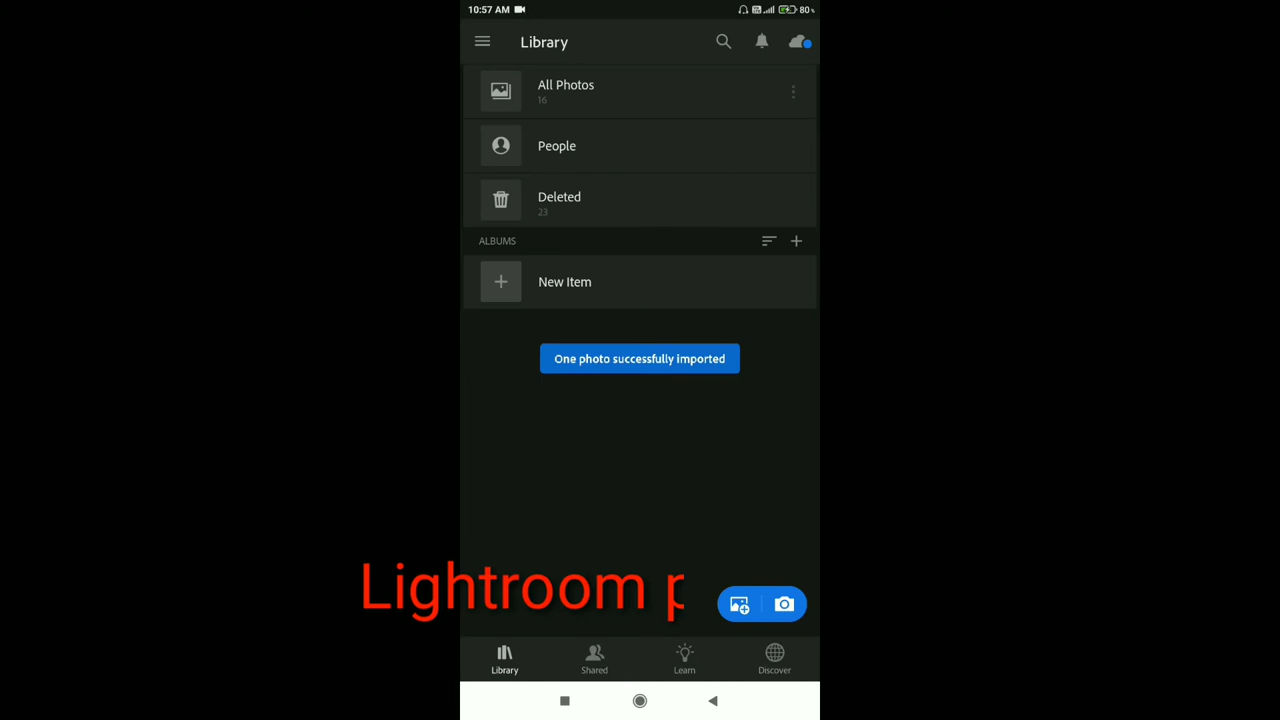 10:57 AM
80%
Library
All Photos
16
People
Deleted
23
ALBUMS
New Item
One photo successfully imported
Lightroom p
Library
Shared
Learn
Discover